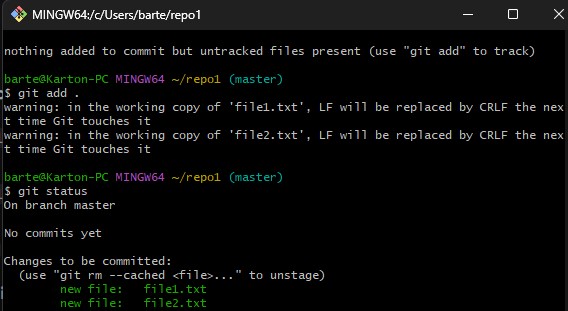 MINGW64:/c/Users/barte/repo1
nothing added to commit but untracked files present (use "git add" to track)
barte@Karton-PC MINGW64 ~/repo1 (master)
$ git add .
warning: in the working copy of 'file1.txt', LF will be replaced by CRLF the nex
t time Git touches it
warning: in the working copy of 'file2.txt', LF will be replaced by CRLF the nex
t time Git touches it
barte@Karton-PC MINGW64 ~/repo1 (master)
$ git status
On branch master
No commits yet
Changes to be committed:
(use "git rm --cached <file>..." to unstage)
new file: file1.txt
new file: file2.txt